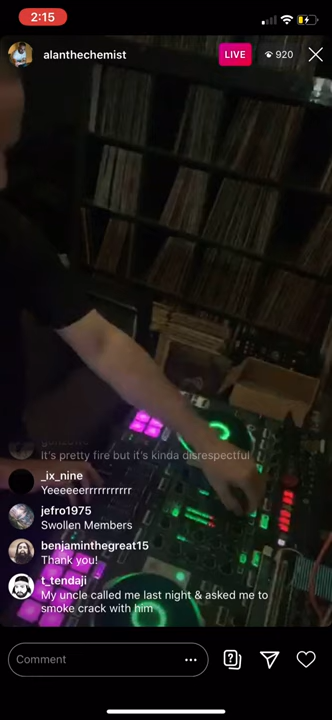 2:15
alanthechemist
LIVE
920
It's pretty fire but it's kinda disrespectful
_ix_nine
Yeeeeeerrrrrrrrrrr
jefro1975
Swollen Members
benjaminthegreat15
Thank you!
t_tendaji
My uncle called me last night & asked me to
smoke crack with him
Comment